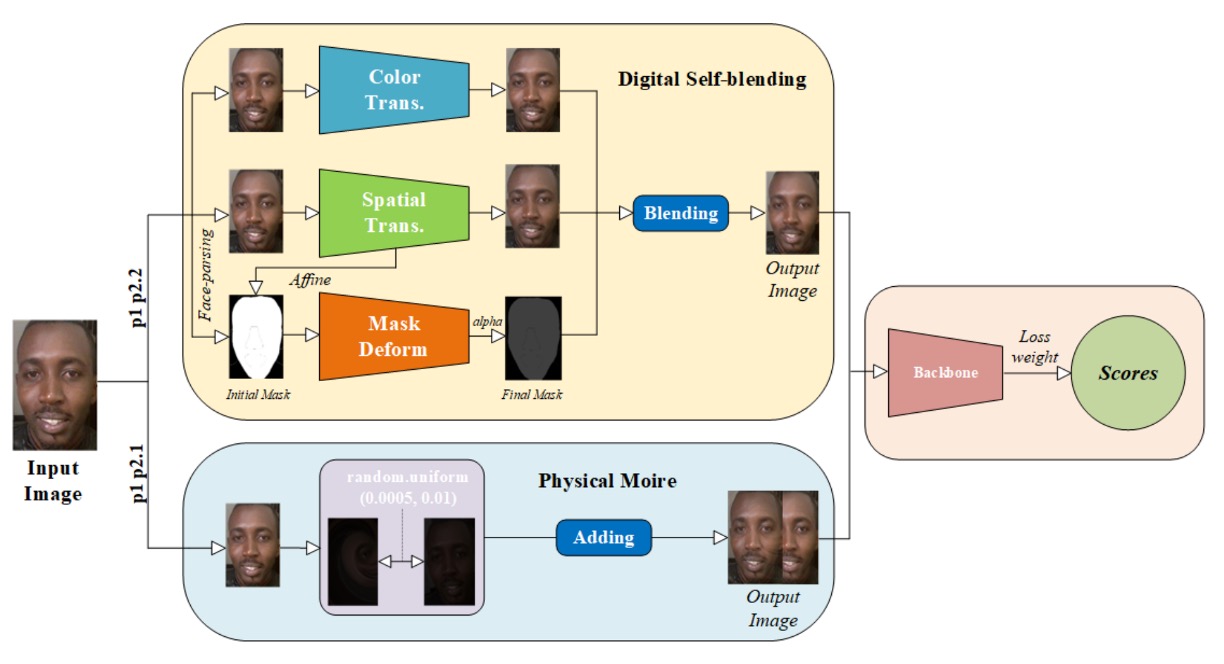 Digital Self-blending
Color
Trans.
Spatial
Trans.
Blending
Face-parsing
Affine
Output
Image
p1 p2.2
Mask
Deform
alpha
Initial Mask
Final Mask
Input
Image
Backbone
Loss
weight
Scores
p1 p2.1
Physical Moire
random.uniform
(0.0005, 0.01)
Adding
Output
Image